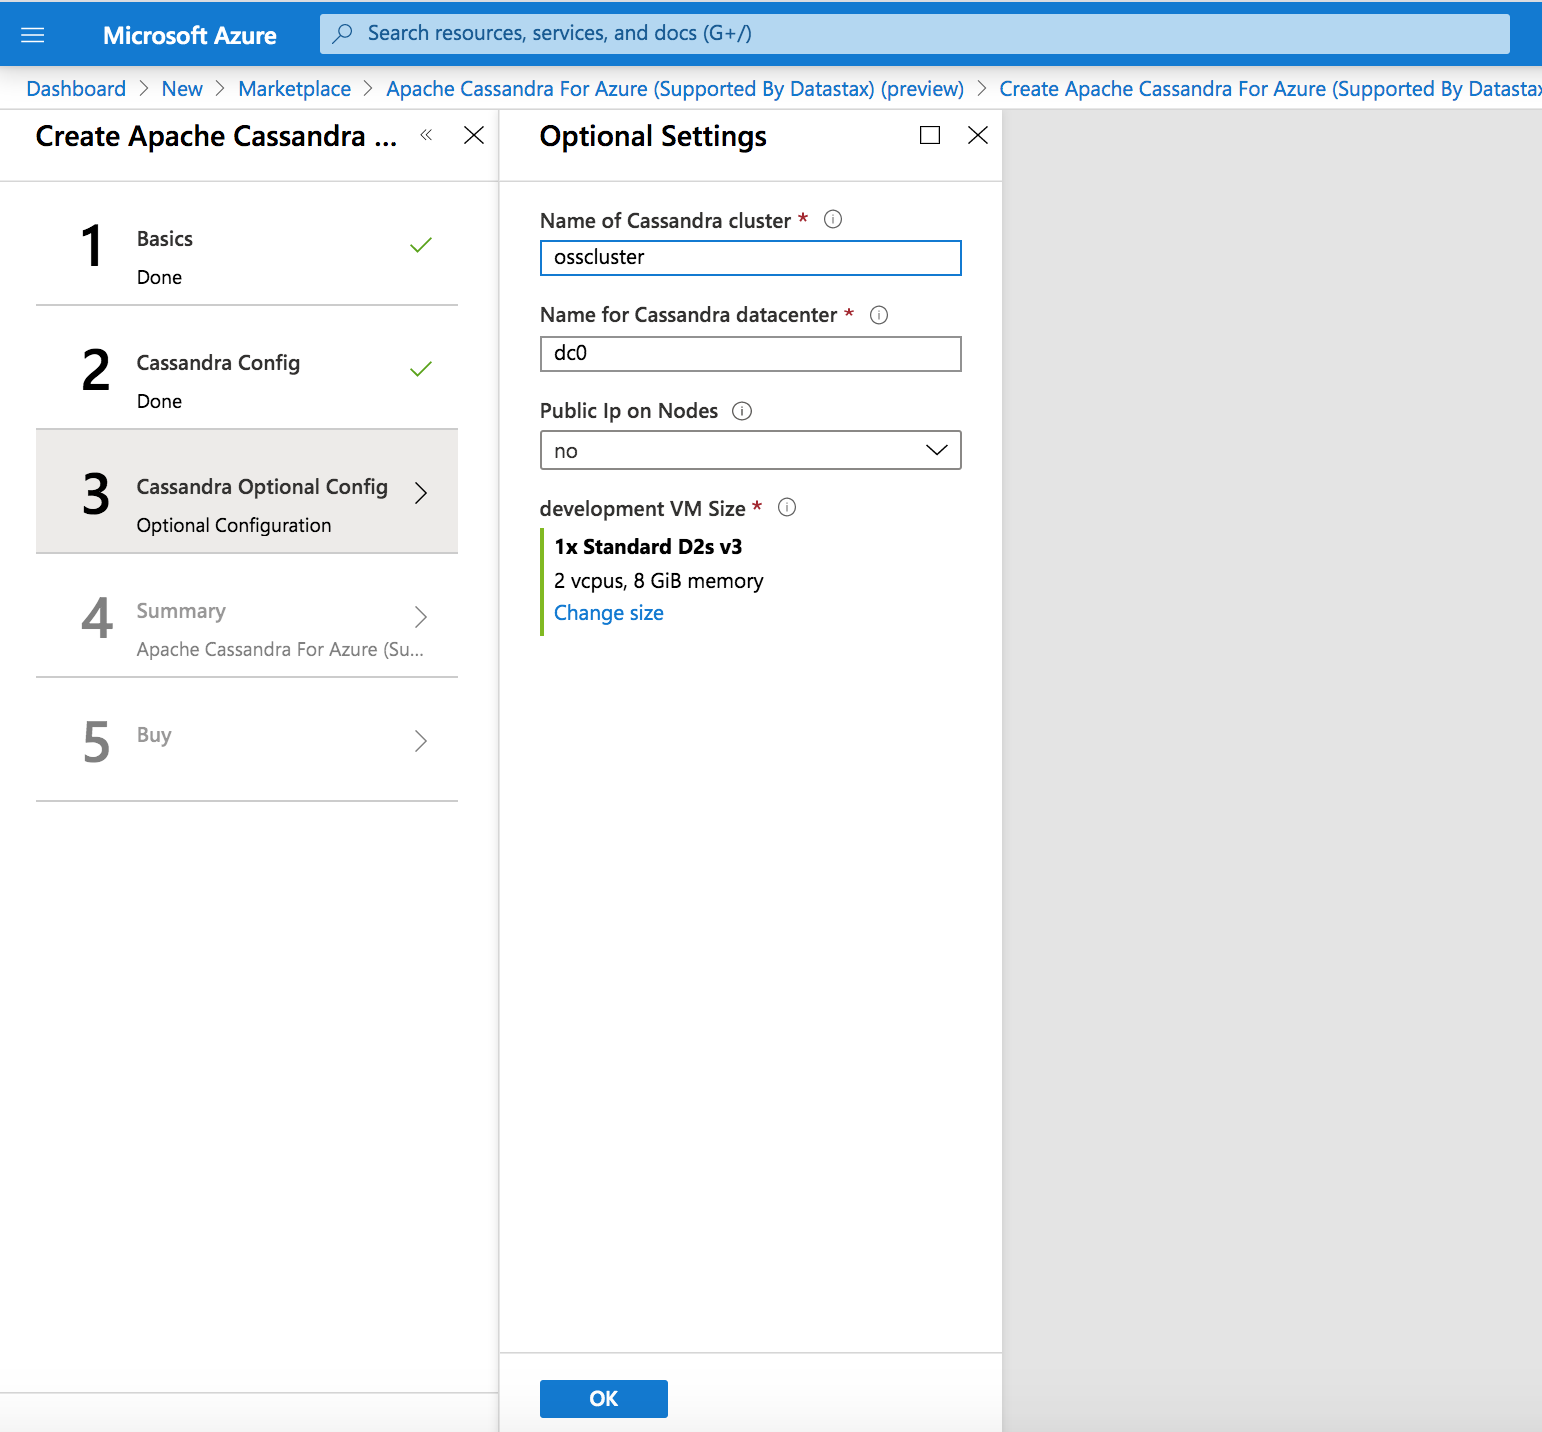 Microsoft Azure
Search resources, services, and docs (G+/)
Dashboard > New > Marketplace > Apache Cassandra For Azure (Supported By Datastax) (preview) > Create Apache Cassandra For Azure (Supported By Datastax
Create Apache Cassandra ... «
1
Basics
Done
2
Cassandra Config
Done
3
Cassandra Optional Config
Optional Configuration
4
Summary
Apache Cassandra For Azure (Su...
5
Buy
Optional Settings
Name of Cassandra cluster *
osscluster
Name for Cassandra datacenter *
dc0
Public Ip on Nodes
no
development VM Size *
1x Standard D2s v3
2 vcpus, 8 GiB memory
Change size
OK